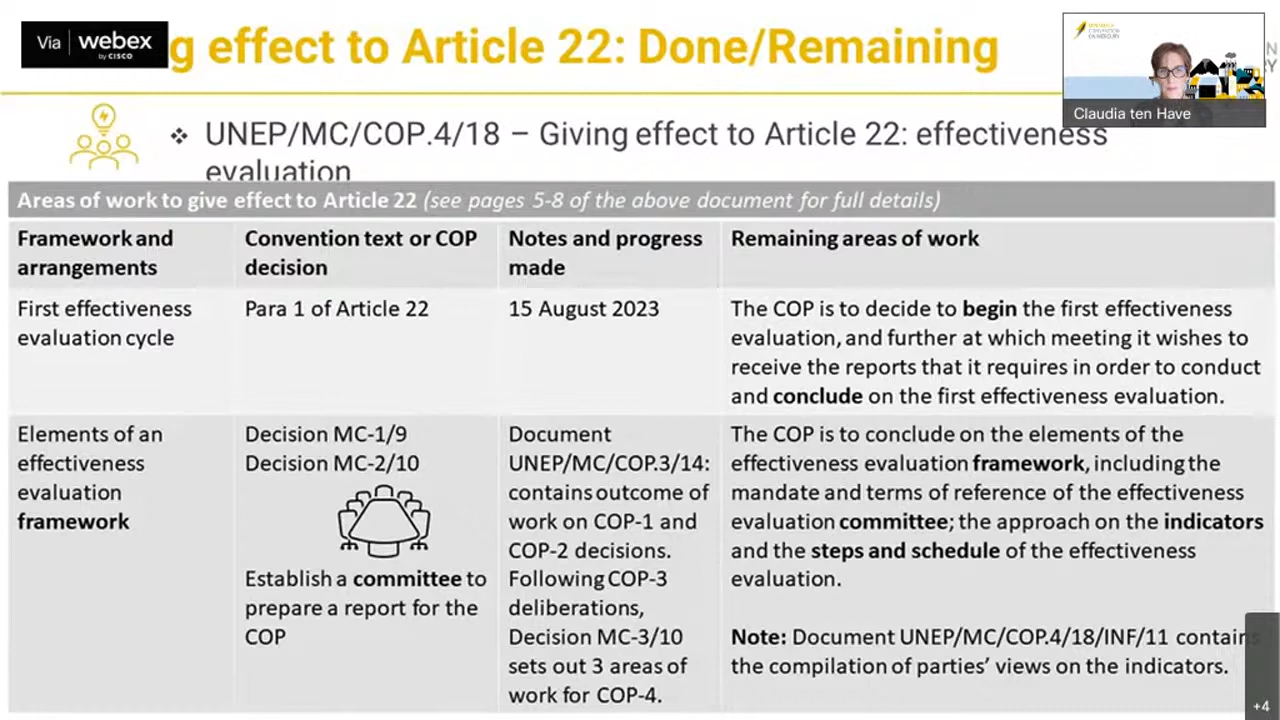 Via webex
by CISCO
g effect to Article 22: Done/Remaining
Claudia ten Have
❖ UNEP/MC/COP.4/18 – Giving effect to Article 22: effectiveness
evaluation
Areas of work to give effect to Article 22 (see pages 5-8 of the above document for full details)
Framework and
arrangements
Convention text or COP
decision
Notes and progress
made
Remaining areas of work
First effectiveness
evaluation cycle
Para 1 of Article 22
15 August 2023
The COP is to decide to begin the first effectiveness
evaluation, and further at which meeting it wishes to
receive the reports that it requires in order to conduct
and conclude on the first effectiveness evaluation.
Elements of an
effectiveness
evaluation
framework
Decision MC-1/9
Decision MC-2/10
Establish a committee to
prepare a report for the
COP
Document
UNEP/MC/COP.3/14:
contains outcome of
work on COP-1 and
COP-2 decisions.
Following COP-3
deliberations,
Decision MC-3/10
sets out 3 areas of
work for COP-4.
The COP is to conclude on the elements of the
effectiveness evaluation framework, including the
mandate and terms of reference of the effectiveness
evaluation committee; the approach on the indicators
and the steps and schedule of the effectiveness
evaluation.
Note: Document UNEP/MC/COP.4/18/INF/11 contains
the compilation of parties' views on the indicators.
+4